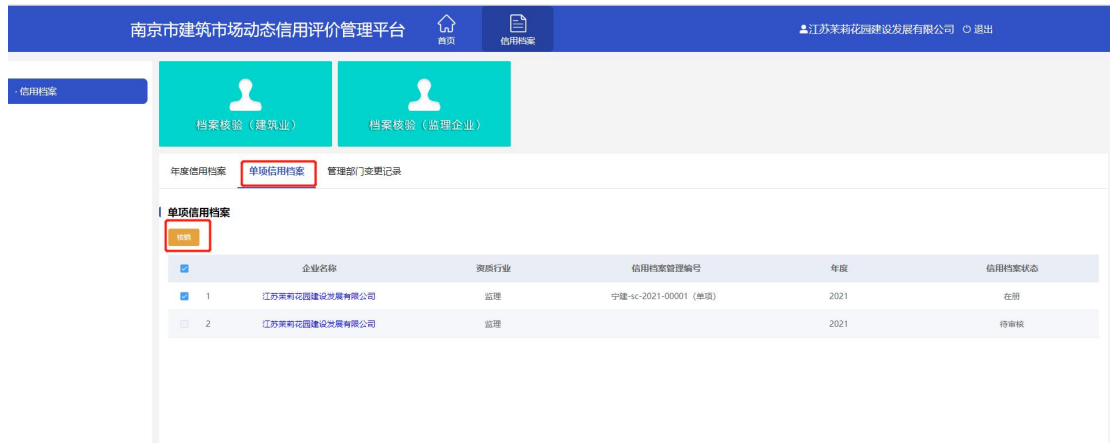 南京市建筑市场动态信用评价管理平台 首页 信用档案 江苏茉莉花园建设发展有限公司 退出
· 信用档案
档案核验（建筑业） 档案核验（监理企业）
年度信用档案 单项信用档案 管理部门变更记录
单项信用档案
核销
企业名称 资质行业 信用档案管理编号 年度 信用档案状态
1 江苏茉莉花园建设发展有限公司 监理 宁建-sc-2021-00001（单项） 2021 在册
2 江苏茉莉花园建设发展有限公司 监理 2021 待审核